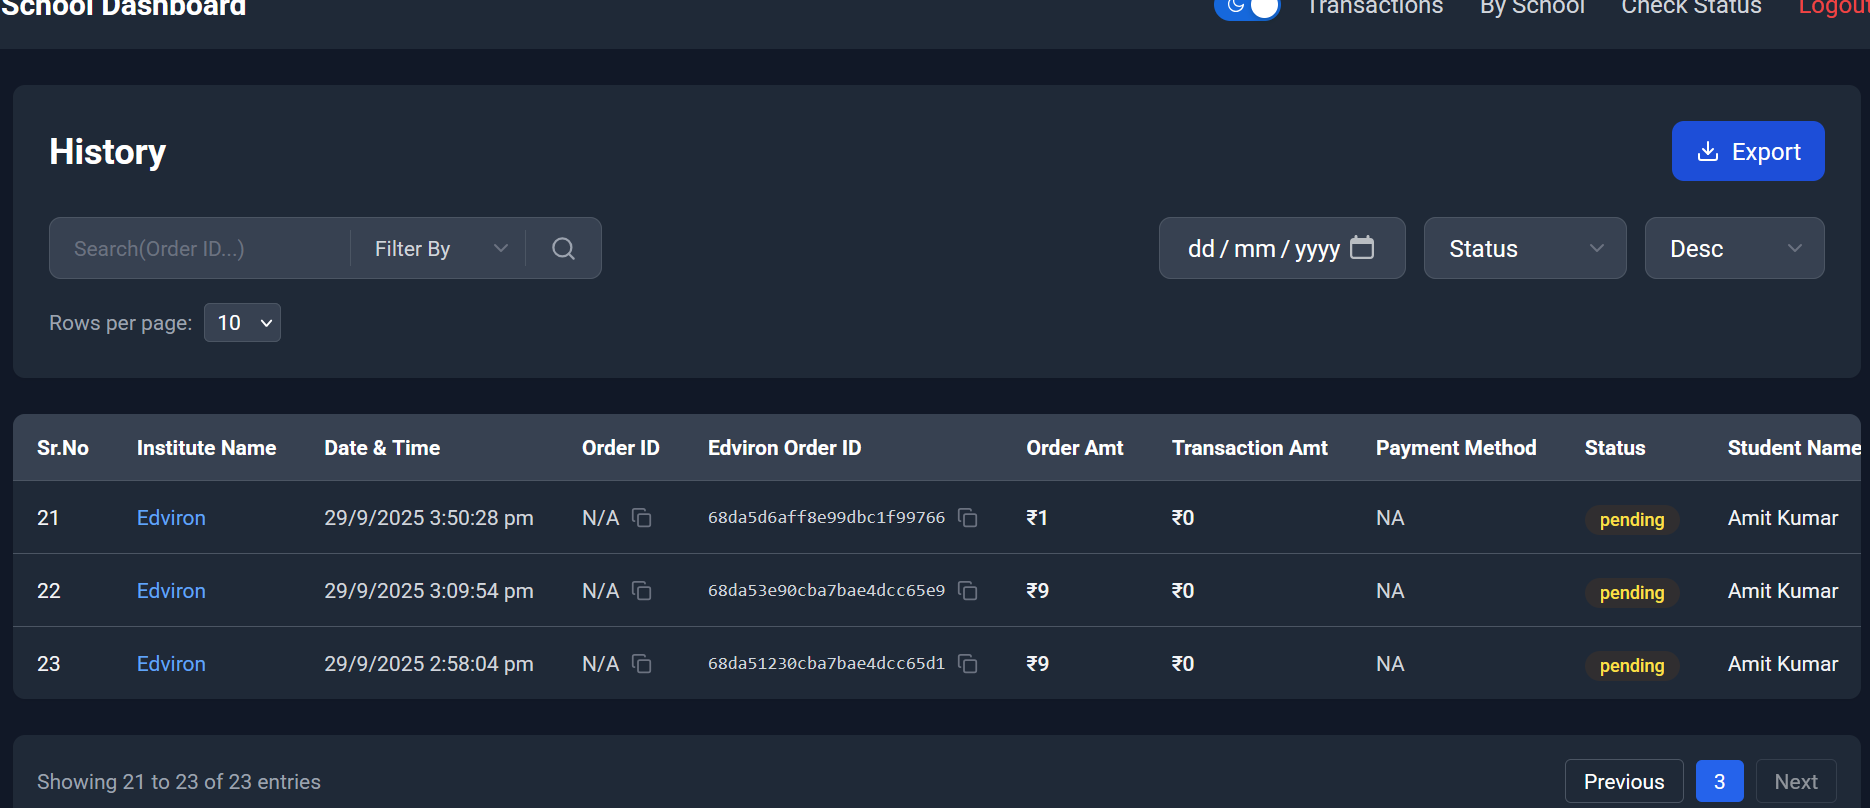 School Dashboard
Transactions By School Check Status Logout
History
Export
Search(Order ID...) Filter By
dd / mm / yyyy Status Desc
Rows per page: 10
Sr.No Institute Name Date & Time Order ID Edviron Order ID Order Amt Transaction Amt Payment Method Status Student Name
21 Edviron 29/9/2025 3:50:28 pm N/A 68da5d6aff8e99dbc1f99766 ₹1 ₹0 NA pending Amit Kumar
22 Edviron 29/9/2025 3:09:54 pm N/A 68da53e90cba7bae4dcc65e9 ₹9 ₹0 NA pending Amit Kumar
23 Edviron 29/9/2025 2:58:04 pm N/A 68da51230cba7bae4dcc65d1 ₹9 ₹0 NA pending Amit Kumar
Showing 21 to 23 of 23 entries
Previous 3 Next